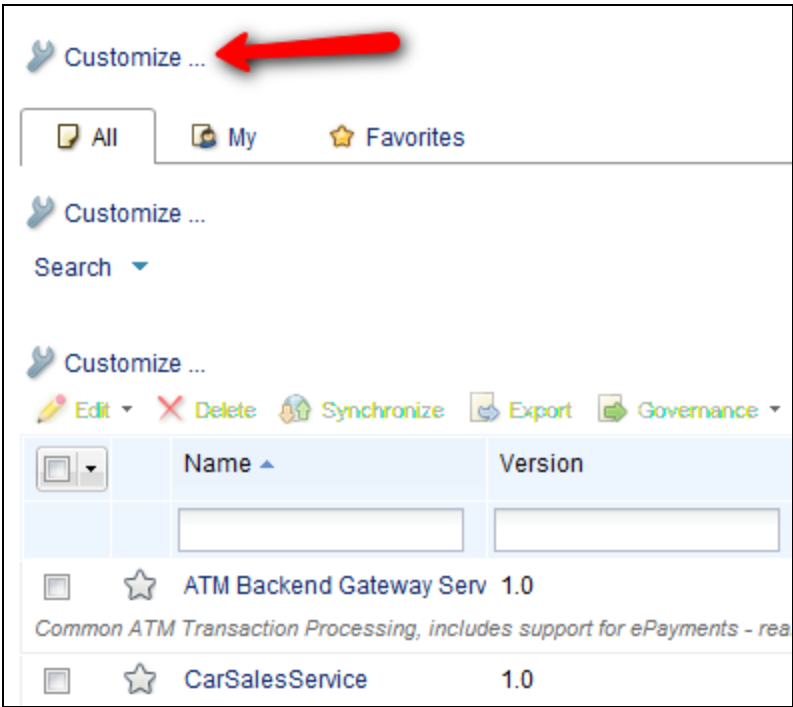 Customize ...
All My Favorites
Customize ...
Search
Customize ...
Edit Delete Synchronize Export Governance
Name Version
ATM Backend Gateway Serv 1.0
Common ATM Transaction Processing, includes support for ePayments - rea
CarSalesService 1.0